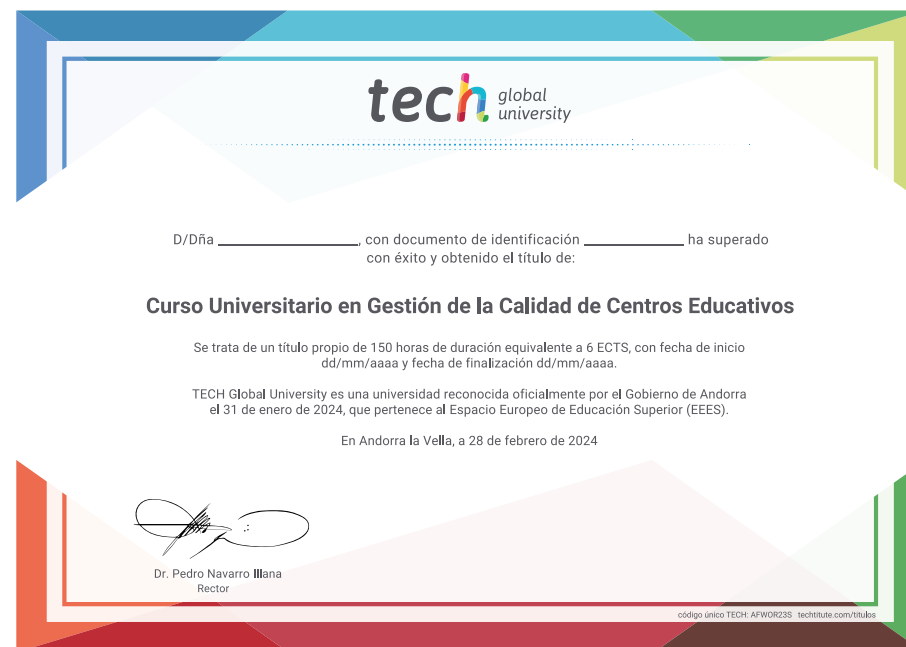 tech global university
D/Dña ____________________, con documento de identificación ______________ ha superado
con éxito y obtenido el título de:
Curso Universitario en Gestión de la Calidad de Centros Educativos
Se trata de un título propio de 150 horas de duración equivalente a 6 ECTS, con fecha de inicio
dd/mm/aaaa y fecha de finalización dd/mm/aaaa.
TECH Global University es una universidad reconocida oficialmente por el Gobierno de Andorra
el 31 de enero de 2024, que pertenece al Espacio Europeo de Educación Superior (EEES).
En Andorra la Vella, a 28 de febrero de 2024
Dr. Pedro Navarro Illana
Rector
código único TECH: AFWOR23S techtitute.com/titulos